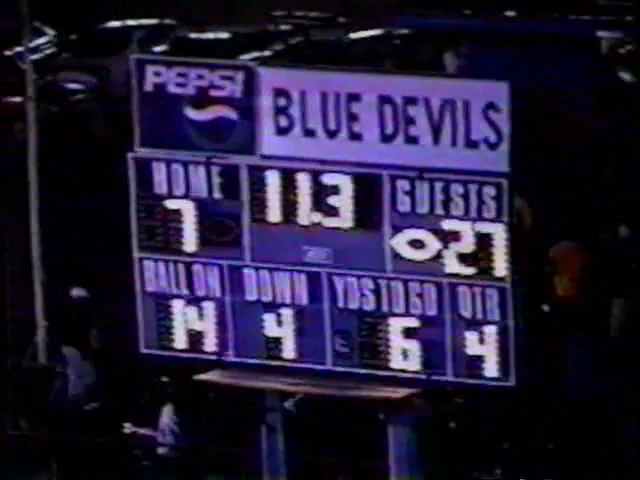 PEPSI BLUE DEVILS
HOME 11.3 GUESTS
7 27
BALL ON DOWN YDS TO GO QTR
14 4 6 4